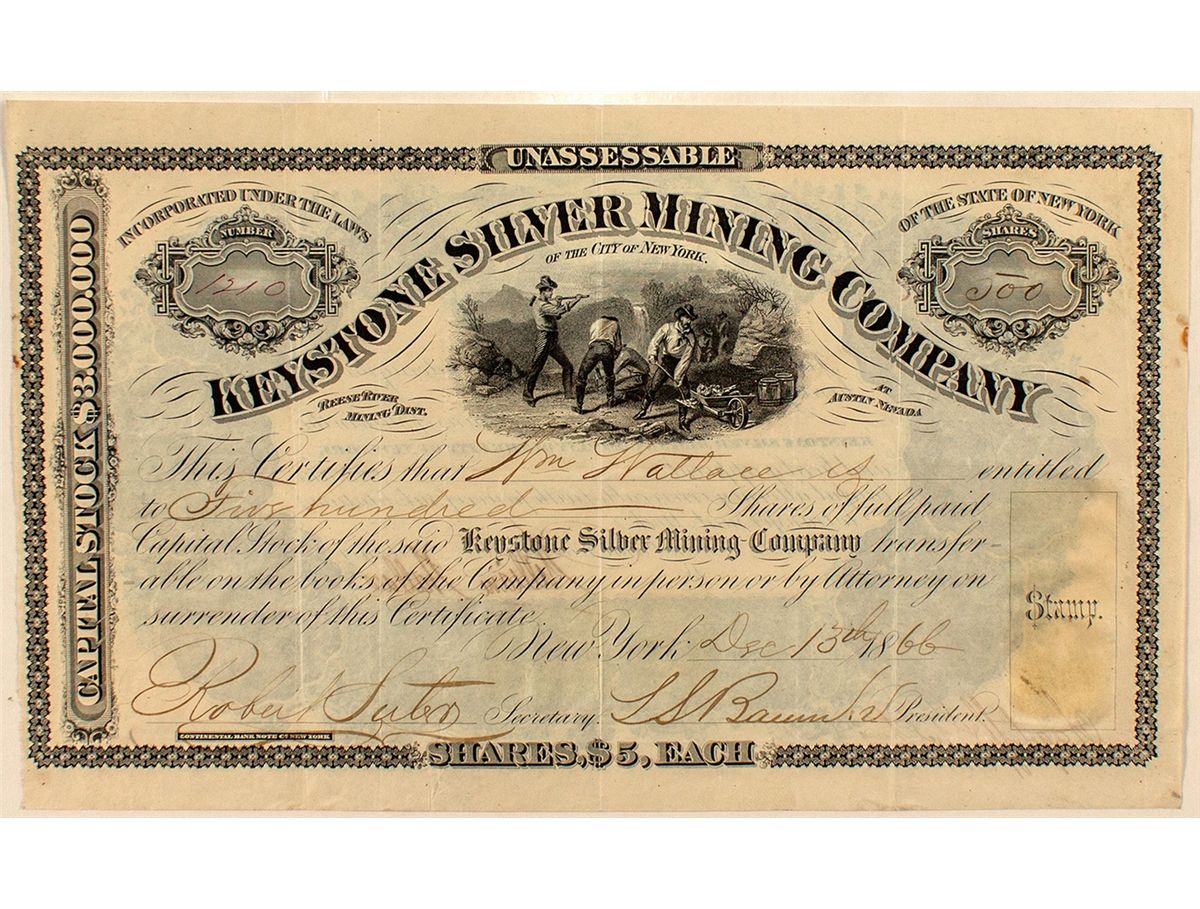 UNASSESSABLE
INCORPORATED UNDER THE LAWS
OF THE STATE OF NEW YORK
NUMBER
1210
SHARES
500
KEYSTONE SILVER MINING COMPANY
OF THE CITY OF NEW YORK.
REESE RIVER
MINING DIST.
AT
AUSTIN NEVADA
CAPITAL STOCK $3.000.000
This Certifies that Wm Wallace is entitled
to Five hundred Shares of full paid
Capital Stock of the said Keystone Silver Mining Company transfer-
able on the books of the Company in person or by Attorney on
surrender of this Certificate.
New York Dec 13th 1866
Stamp.
Robert Secretary. L S President.
CONTINENTAL BANK NOTE Co NEW YORK
SHARES, $5, EACH